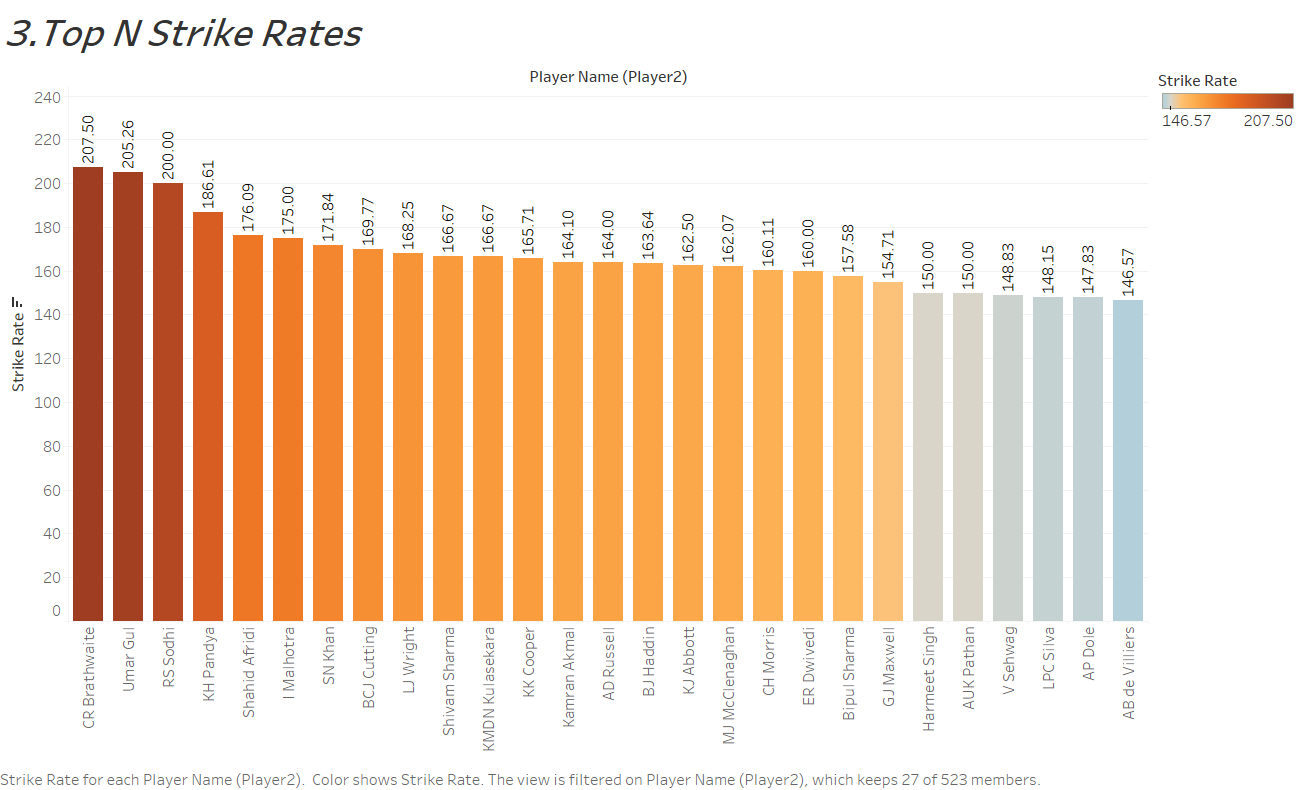 3.Top N Strike Rates
Player Name (Player2)
Strike Rate
146.57 207.50
Strike Rate
240
220
200
180
160
140
120
100
80
60
40
20
0
207.50
205.26
200.00
186.61
176.09
175.00
171.84
169.77
168.25
166.67
166.67
165.71
164.10
164.00
163.64
162.50
162.07
160.11
160.00
157.58
154.71
150.00
150.00
148.83
148.15
147.83
146.57
CR Brathwaite
Umar Gul
RS Sodhi
KH Pandya
Shahid Afridi
I Malhotra
SN Khan
BCJ Cutting
LJ Wright
Shivam Sharma
KMDN Kulasekara
KK Cooper
Kamran Akmal
AD Russell
BJ Haddin
KJ Abbott
MJ McClenaghan
CH Morris
ER Dwivedi
Bipul Sharma
GJ Maxwell
Harmeet Singh
AUK Pathan
V Sehwag
LPC Silva
AP Dole
AB de Villiers
Strike Rate for each Player Name (Player2).  Color shows Strike Rate. The view is filtered on Player Name (Player2), which keeps 27 of 523 members.